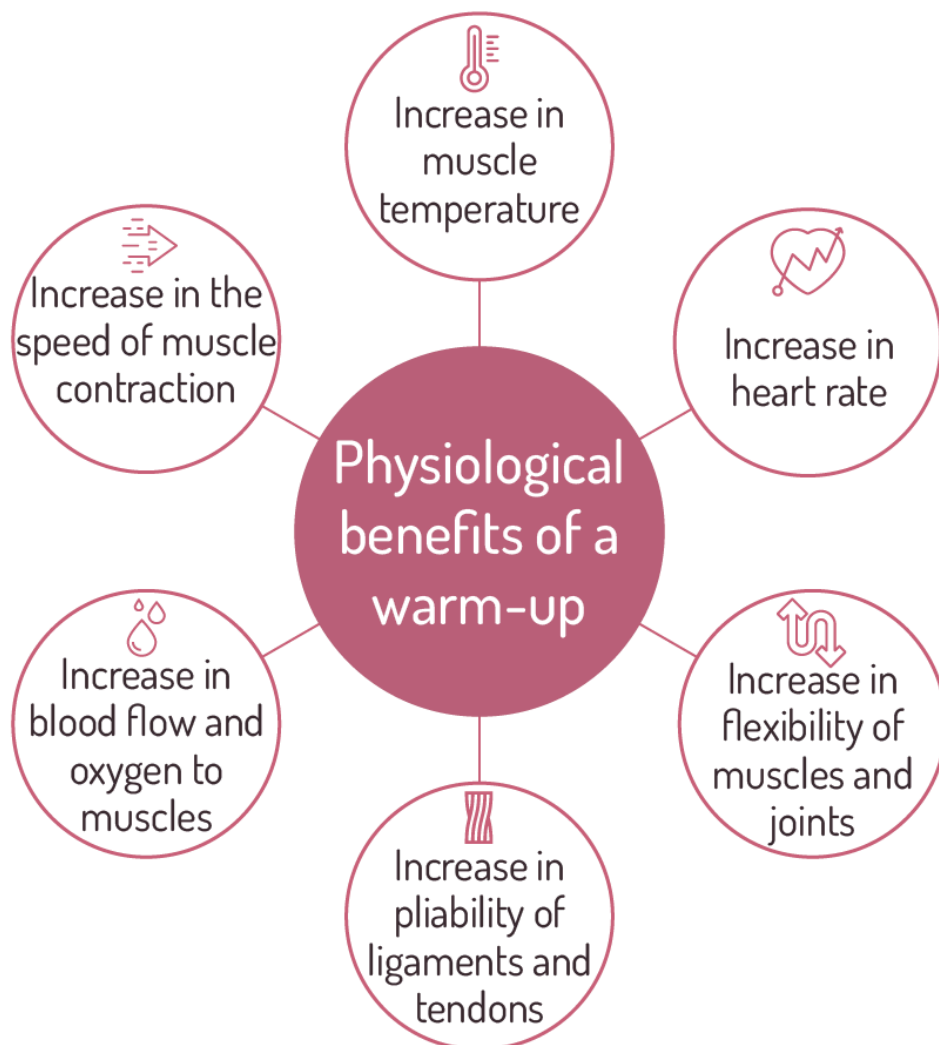 Increase in
muscle
temperature
Increase in
heart rate
Increase in
flexibility of
muscles and
joints
Increase in
pliability of
ligaments and
tendons
Increase in
blood flow and
oxygen to
muscles
Increase in the
speed of muscle
contraction
Physiological
benefits of a
warm-up